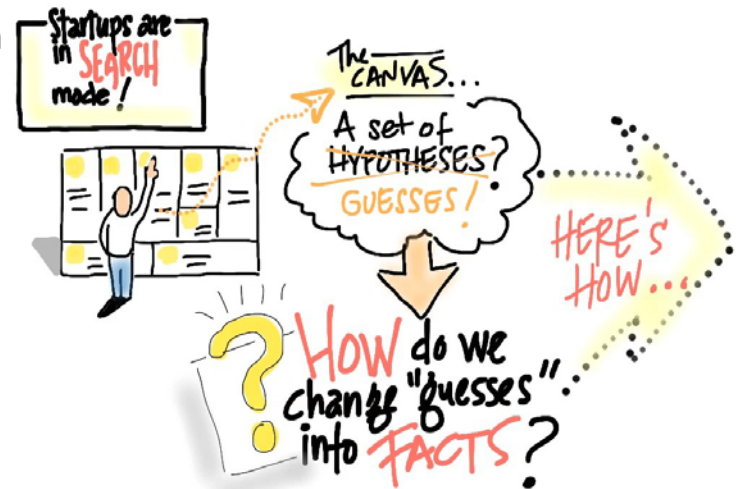 Startups are
in SEARCH
mode!
The CANVAS...
A set of
HYPOTHESES?
GUESSES!
HERE'S
HOW...
HOW do we
change "guesses"
into FACTS?